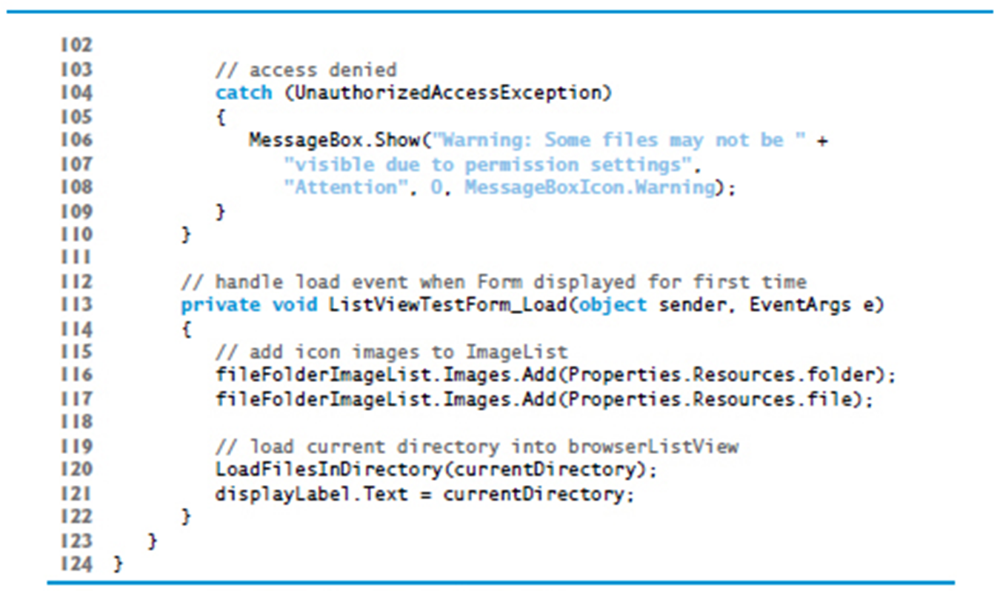 102
103 // access denied
104 catch (UnauthorizedAccessException)
105 {
106 MessageBox.Show("Warning: Some files may not be " +
107 "visible due to permission settings",
108 "Attention", 0, MessageBoxIcon.Warning);
109 }
110 }
111
112 // handle load event when Form displayed for first time
113 private void ListViewTestForm_Load(object sender, EventArgs e)
114 {
115 // add icon images to ImageList
116 fileFolderImageList.Images.Add(Properties.Resources.folder);
117 fileFolderImageList.Images.Add(Properties.Resources.file);
118
119 // load current directory into browserListView
120 LoadFilesInDirectory(currentDirectory);
121 displayLabel.Text = currentDirectory;
122 }
123 }
124 }